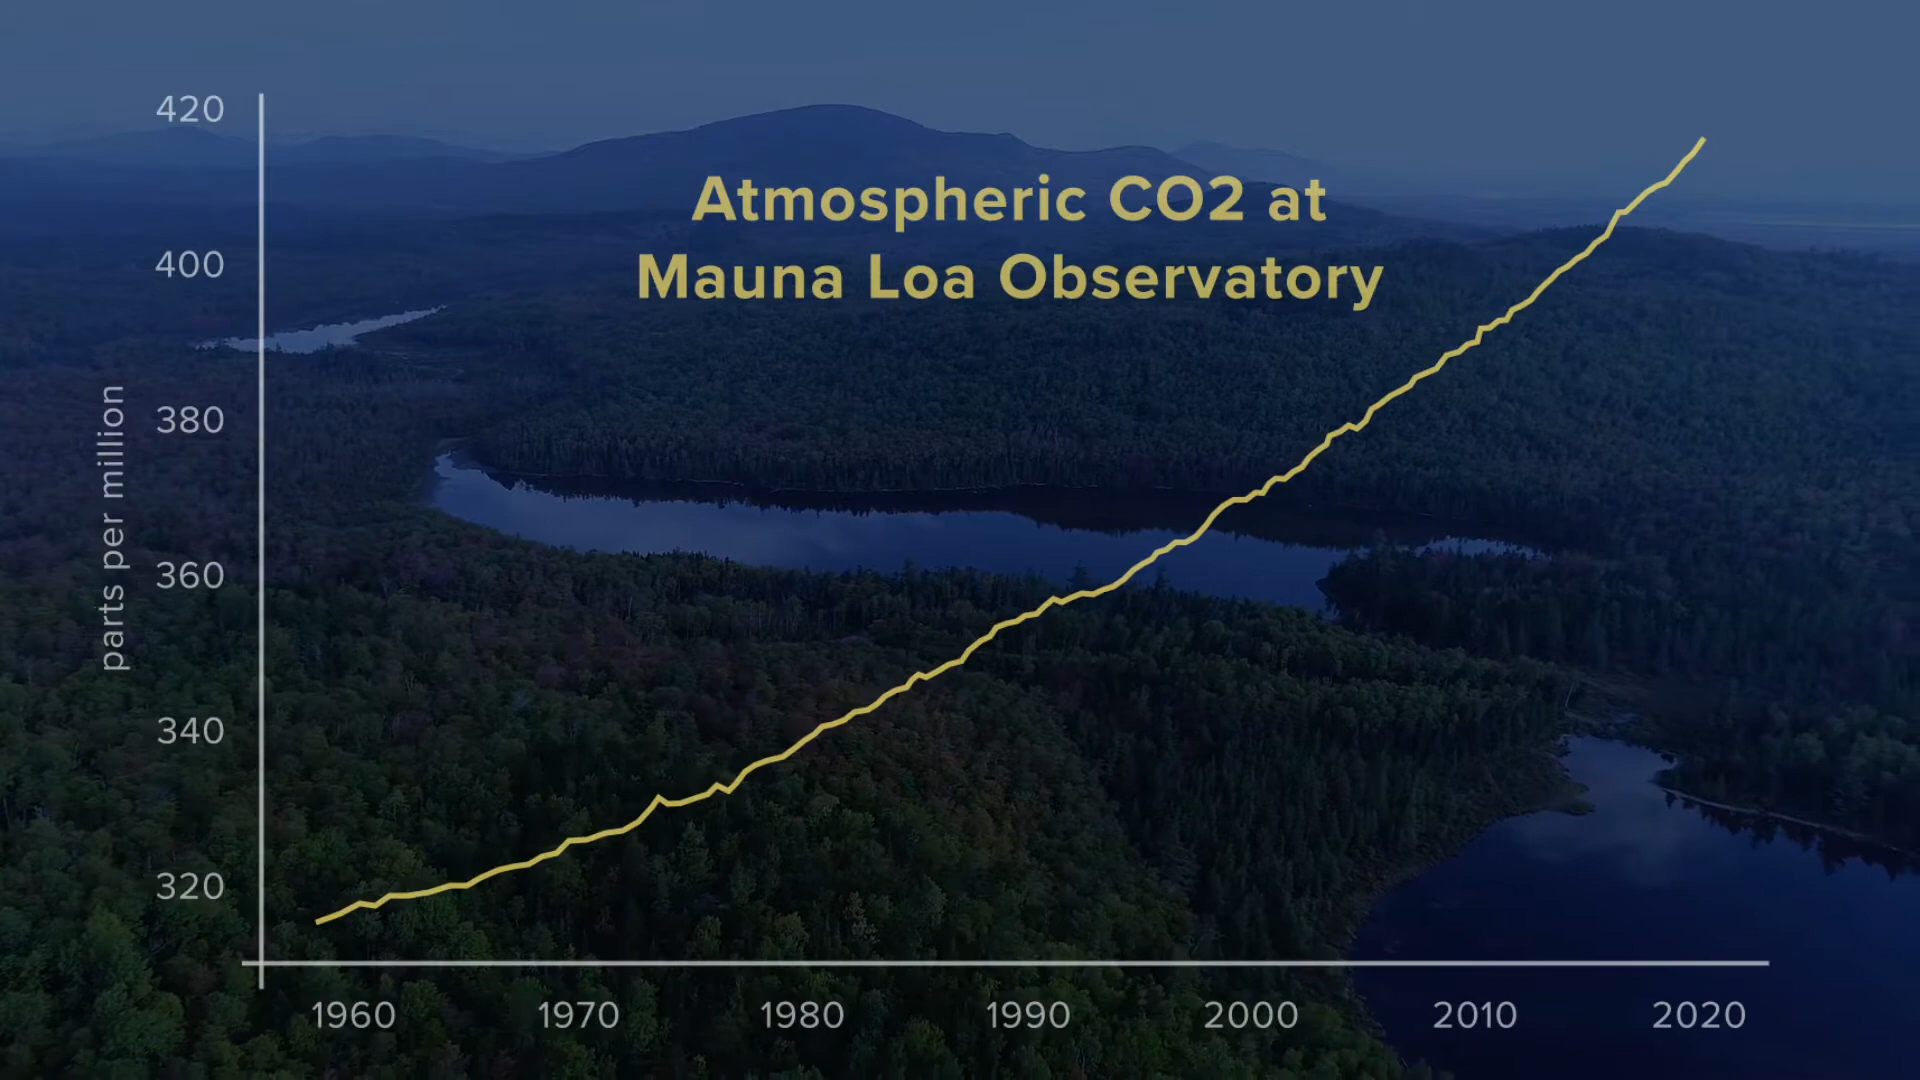 Atmospheric CO2 at
Mauna Loa Observatory
parts per million
420
400
380
360
340
320
1960 1970 1980 1990 2000 2010 2020